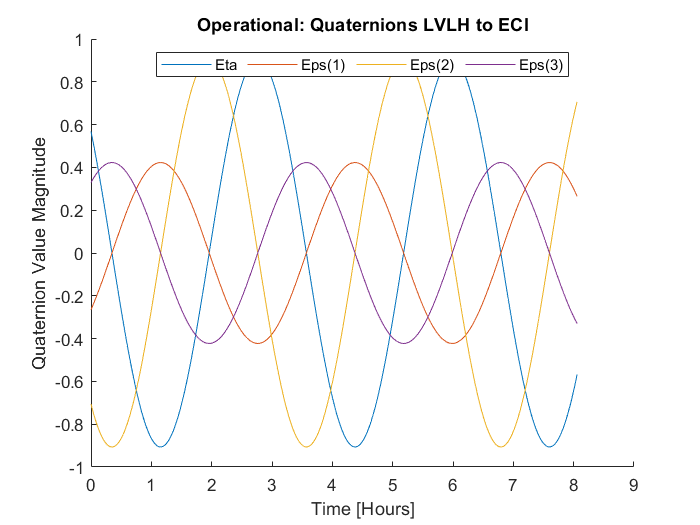 Operational: Quaternions LVLH to ECI
Eta Eps(1) Eps(2) Eps(3)
Quaternion Value Magnitude
1
0.8
0.6
0.4
0.2
0
-0.2
-0.4
-0.6
-0.8
-1
0 1 2 3 4 5 6 7 8 9
Time [Hours]